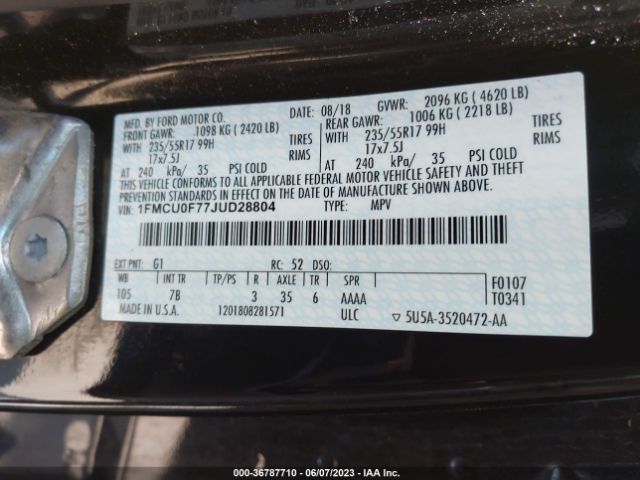 MFD. BY FORD MOTOR CO. 08/18 GVWR: 2096 KG ( 4620 LB)
FRONT GAWR: 1098 KG ( 2420 LB) REAR GAWR: 1006 KG ( 2218 LB)
WITH 235/55R17 99H TIRES 235/55R17 99H TIRES
17x7.5J RIMS 17x7.5J RIMS
AT 240 kPa/ 35 PSI COLD AT 240 kPa/ 35 PSI COLD
THIS VEHICLE CONFORMS TO ALL APPLICABLE FEDERAL MOTOR VEHICLE SAFETY AND THEFT
PREVENTION STANDARDS IN EFFECT ON THE DATE OF MANUFACTURE SHOWN ABOVE.
VIN: 1FMCU0F77JUD28804 TYPE: MPV
EXT PNT: G1 RC: 52 DSO: F0107
WB INT TR TP/PS R AXLE TR SPR T0341
105 7B 3 35 6 AAAA
MADE IN U.S.A. 1201808281571 ULC ▽ 5U5A-3520472-AA
000-36787710 | 06/07/2023 | IAA Inc.